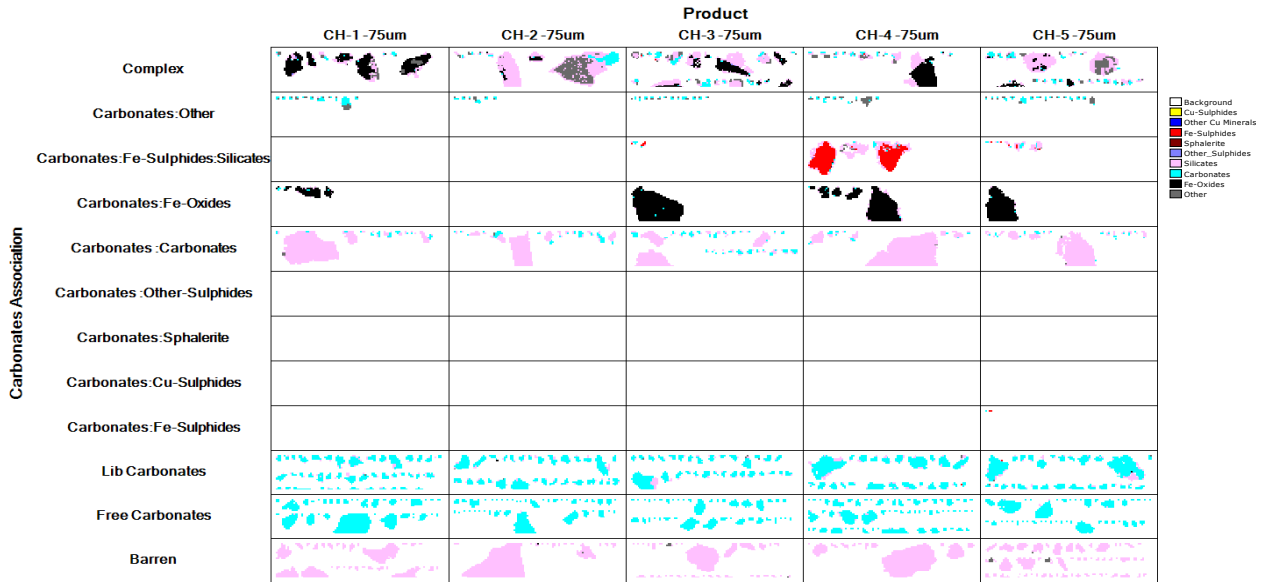 Product
CH-1 -75um CH-2 -75um CH-3 -75um CH-4 -75um CH-5 -75um
Carbonates Association
Complex
Carbonates:Other
Carbonates:Fe-Sulphides:Silicates
Carbonates:Fe-Oxides
Carbonates :Carbonates
Carbonates :Other-Sulphides
Carbonates:Sphalerite
Carbonates:Cu-Sulphides
Carbonates:Fe-Sulphides
Lib Carbonates
Free Carbonates
Barren
Background
Cu-Sulphides
Other Cu Minerals
Fe-Sulphides
Sphalerite
Other_Sulphides
Silicates
Carbonates
Fe-Oxides
Other